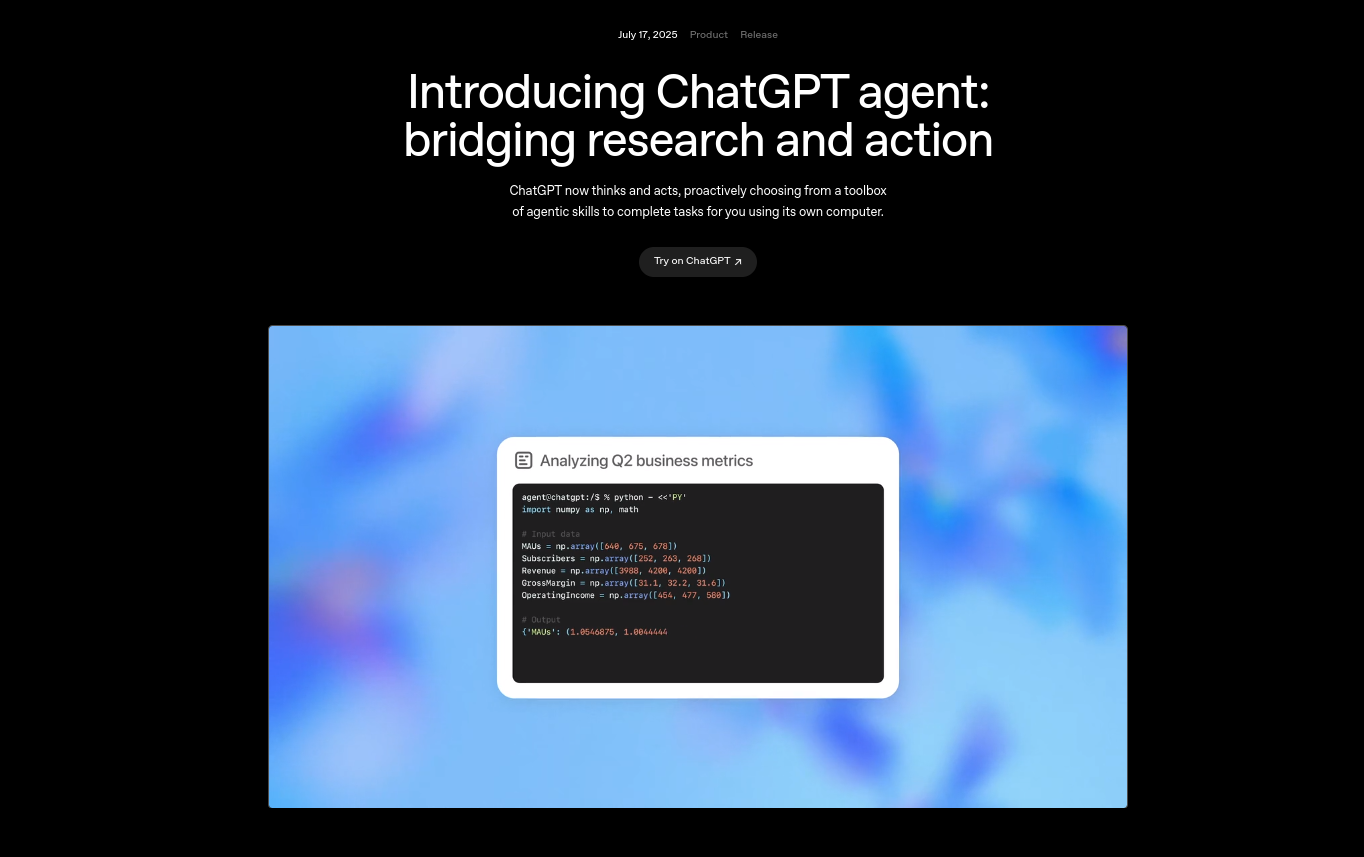 July 17, 2025 Product Release
Introducing ChatGPT agent:
bridging research and action
ChatGPT now thinks and acts, proactively choosing from a toolbox
of agentic skills to complete tasks for you using its own computer.
Try on ChatGPT ↗
Analyzing Q2 business metrics
agent@chatgpt:/$ % python - <<'PY'
import numpy as np, math
# Input data
MAUs = np.array([640, 675, 678])
Subscribers = np.array([252, 263, 268])
Revenue = np.array([3988, 4200, 4200])
GrossMargin = np.array([31.1, 32.2, 31.6])
OperatingIncome = np.array([454, 477, 580])
# Output
{'MAUs': (1.0546875, 1.0044444